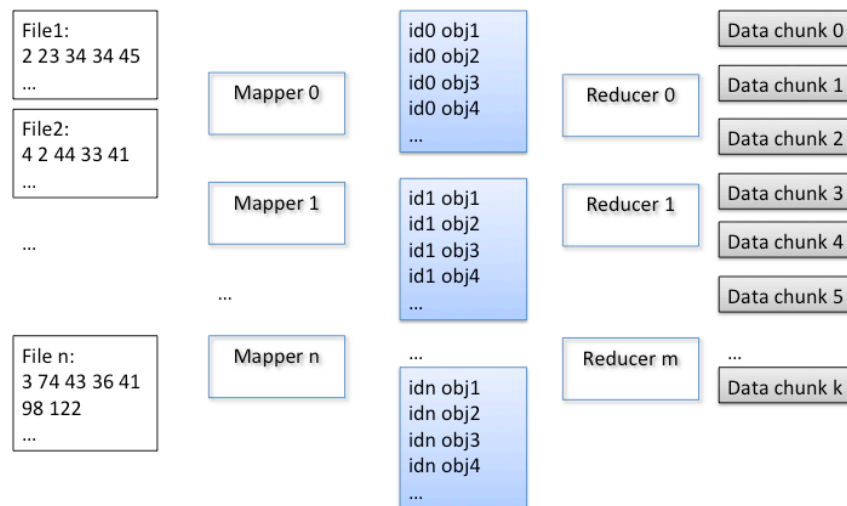 File1:
2 23 34 34 45
...
File2:
4 2 44 33 41
...
...
File n:
3 74 43 36 41
98 122
...
Mapper 0
Mapper 1
...
Mapper n
id0 obj1
id0 obj2
id0 obj3
id0 obj4
...
id1 obj1
id1 obj2
id1 obj3
id1 obj4
...
...
idn obj1
idn obj2
idn obj3
idn obj4
...
Reducer 0
Reducer 1
Reducer m
Data chunk 0
Data chunk 1
Data chunk 2
Data chunk 3
Data chunk 4
Data chunk 5
...
Data chunk k